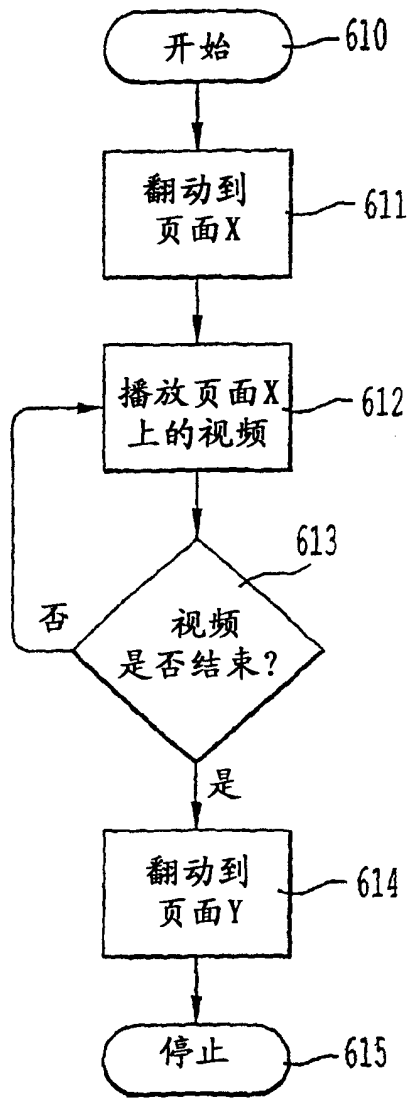 开始
610
翻动到
页面X
611
播放页面X
上的视频
612
613
视频
是否结束?
否
是
翻动到
页面Y
614
停止
615